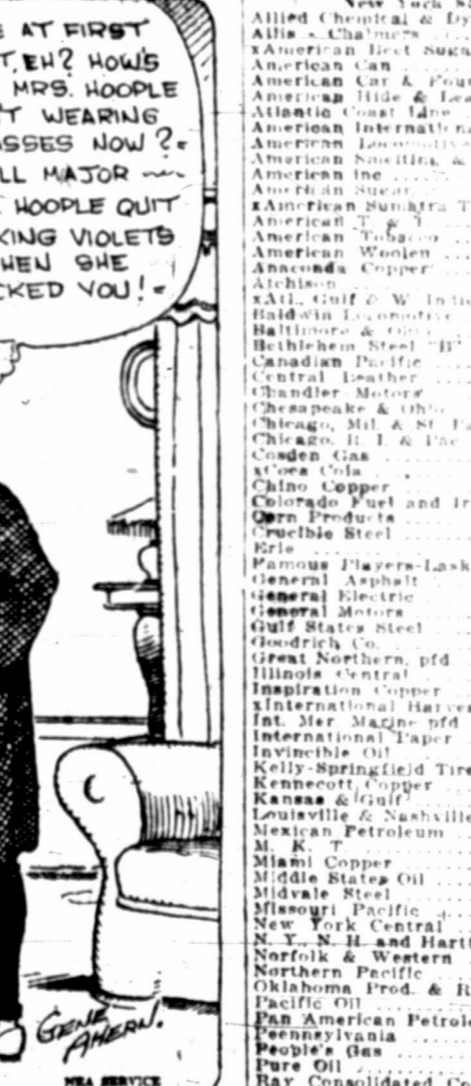 E AT FIRST
T, EH? HOW'S
MRS. HOOPLE
'T WEARING
ASSES NOW ?=
LL MAJOR ~~
HOOPLE QUIT
KING VIOLETS
HEN SHE
CKED YOU! =
GENE
AHERN.
NEA SERVICE
New York S
Allied Chemical & Dy
Allis - Chalmers
xAmerican Beet Suga
American Can
American Car & Foun
American Hide & Lea
Atlantic Coast Line
American Internation
American Locomotive
American Smelting &
American
American Sugar
xAmerican Sumatra T
American T. & T.
American Tobacco
American Woolen
Anaconda Copper
Atchison
xAtl., Gulf & W. Indi
Baldwin Locomotive
Baltimore & Ohio
Bethlehem Steel "B"
Canadian Pacific
Central Leather
Chandler Motors
Chesapeake & Ohio
Chicago, Mil. & St. Pa
Chicago, R. I. & Pac
Cosden Gas
xCoca Cola
Chino Copper
Colorado Fuel and Ir
Corn Products
Crucible Steel
Erie
Famous Players-Lask
General Asphalt
General Electric
General Motors
Gulf States Steel
Goodrich Co.
Great Northern, pfd
Illinois Central
Inspiration Copper
xInternational Harves
Int. Mer. Marine pfd
International Paper
Invincible Oil
Kelly-Springfield Tire
Kennecott Copper
Kansas & Gulf
Louisville & Nashville
Mexican Petroleum
M. K. T.
Miami Copper
Middle States Oil
Midvale Steel
Missouri Pacific
New York Central
N. Y., N. H. and Hartf
Norfolk & Western
Northern Pacific
Oklahoma Prod. & R
Pacific Oil
Pan American Petrole
Pennsylvania
People's Gas
Pure Oil
Ray Consolidated C